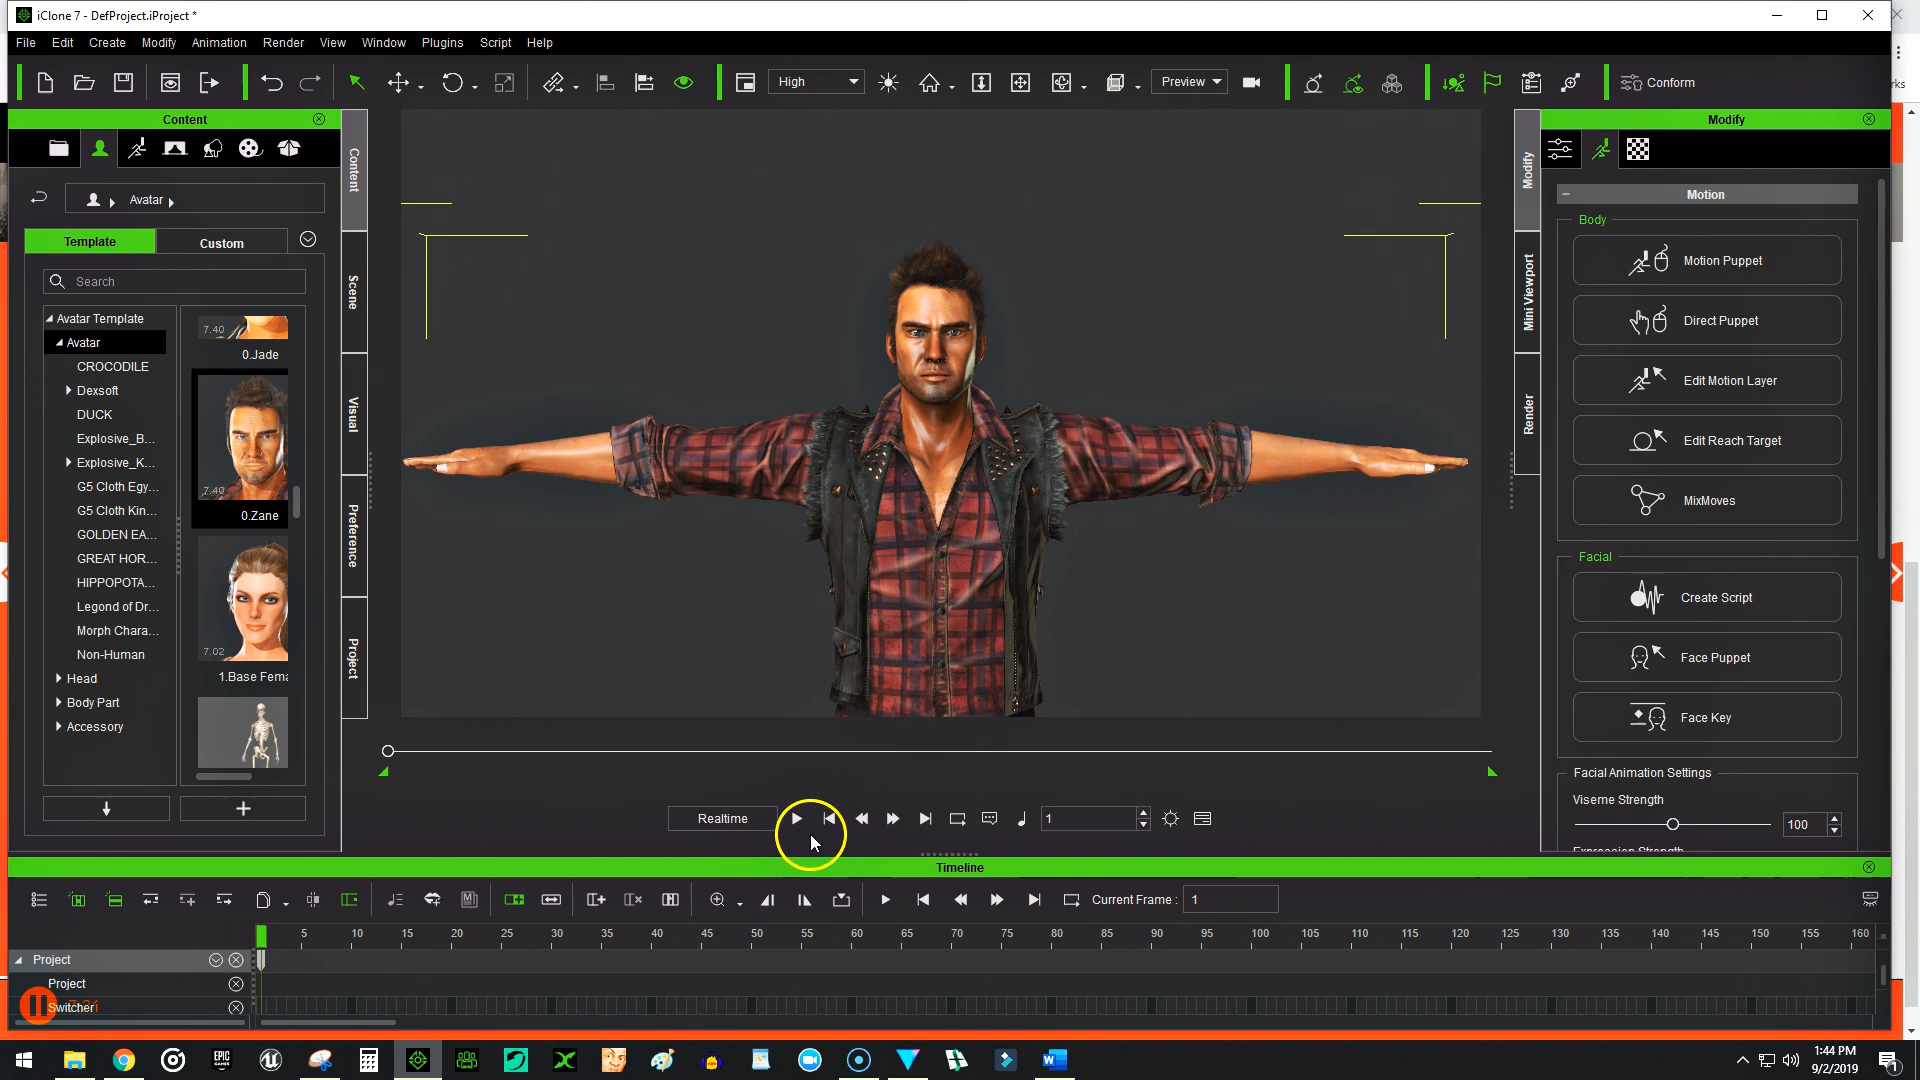 iClone 7 - DefProject.iProject *
File Edit Create Modify Animation Render View Window Plugins Script Help
High Preview Conform
rks
Content
Modify
Avatar
Template Custom
Search
Avatar Template
Avatar
CROCODILE
Dexsoft
DUCK
Explosive_B...
Explosive_K...
G5 Cloth Egy...
G5 Cloth Kin...
GOLDEN EA...
GREAT HOR...
HIPPOPOTA...
Legond of Dr...
Morph Chara...
Non-Human
Head
Body Part
Accessory
7.40
0.Jade
7.40
0.Zane
7.02
1.Base Fema
Content
Scene
Visual
Preference
Project
Modify
Mini Viewport
Render
Motion
Body
Motion Puppet
Direct Puppet
Edit Motion Layer
Edit Reach Target
MixMoves
Facial
Create Script
Face Puppet
Face Key
Facial Animation Settings
Viseme Strength
100
Expression Strength
Realtime 1
Timeline
Current Frame : 1
5 10 15 20 25 30 35 40 45 50 55 60 65 70 75 80 85 90 95 100 105 110 115 120 125 130 135 140 145 150 155 160
Project
Project
Switcher
EPIC GAMES
1:44 PM
9/2/2019
1